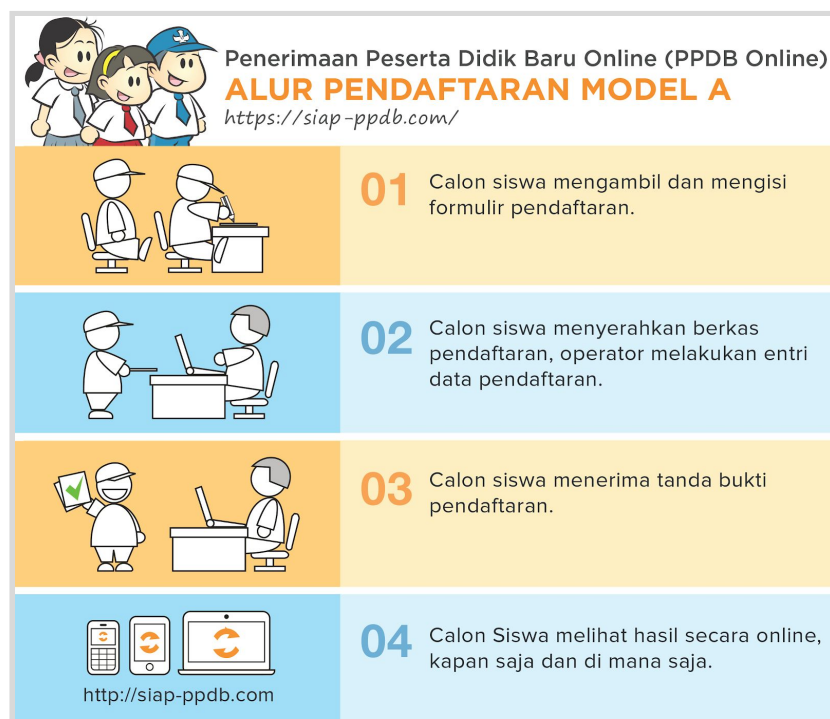 Penerimaan Peserta Didik Baru Online (PPDB Online)
ALUR PENDAFTARAN MODEL A
https://siap-ppdb.com/
01
Calon siswa mengambil dan mengisi
formulir pendaftaran.
02
Calon siswa menyerahkan berkas
pendaftaran, operator melakukan entri
data pendaftaran.
03
Calon siswa menerima tanda bukti
pendaftaran.
04
Calon Siswa melihat hasil secara online,
kapan saja dan di mana saja.
http://siap-ppdb.com